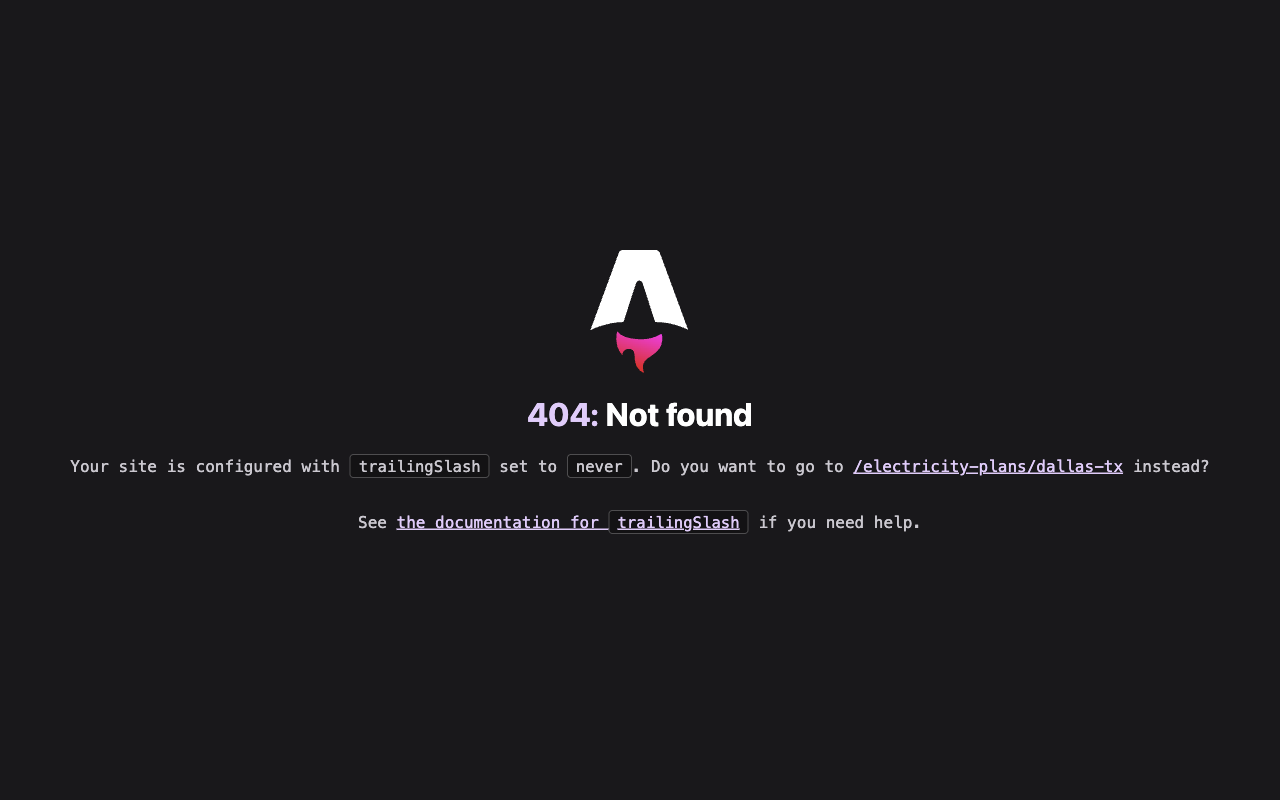 404: Not found
Your site is configured with trailingSlash set to never. Do you want to go to /electricity-plans/dallas-tx instead?
See the documentation for trailingSlash if you need help.